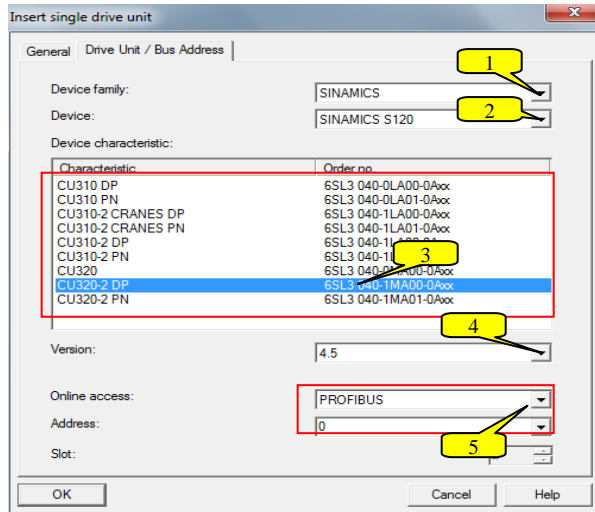 Insert single drive unit
General Drive Unit / Bus Address
1
Device family: SINAMICS
2
Device: SINAMICS S120
Device characteristic:
Characteristic Order no.
CU310 DP 6SL3 040-0LA00-0Axx
CU310 PN 6SL3 040-0LA01-0Axx
CU310-2 CRANES DP 6SL3 040-1LA00-0Axx
CU310-2 CRANES PN 6SL3 040-1LA01-0Axx
CU310-2 DP 6SL3
CU310-2 PN 6SL3
3
CU320 6SL3
CU320-2 DP 6SL3 040-1MA00-0Axx
CU320-2 PN 6SL3 040-1MA01-0Axx
4
Version: 4.5
Online access: PROFIBUS
Address: 0
5
Slot:
OK Cancel Help